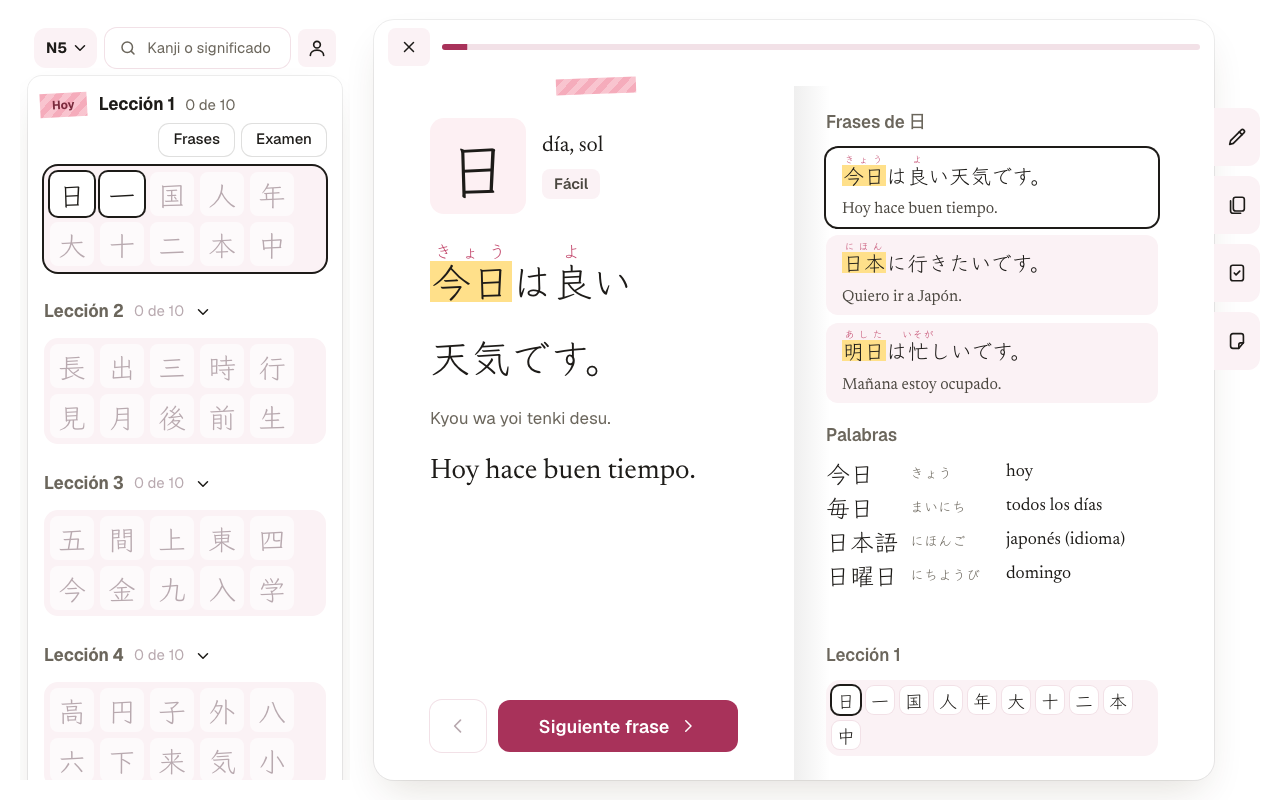 N5
Kanji o significado
Hoy
Lección 1
0 de 10
Frases
Examen
日 一 国 人 年
大 十 二 本 中
Lección 2
0 de 10
長 出 三 時 行
見 月 後 前 生
Lección 3
0 de 10
五 間 上 東 四
今 金 九 入 学
Lección 4
0 de 10
高 円 子 外 八
六 下 来 気 小
日
día, sol
Fácil
きょう よ
今日は良い
天気です。
Kyou wa yoi tenki desu.
Hoy hace buen tiempo.
Siguiente frase
Frases de 日
きょう よ
今日は良い天気です。
Hoy hace buen tiempo.
にほん
日本に行きたいです。
Quiero ir a Japón.
あした いそが
明日は忙しいです。
Mañana estoy ocupado.
Palabras
今日 きょう hoy
毎日 まいにち todos los días
日本語 にほんご japonés (idioma)
日曜日 にちようび domingo
Lección 1
日 一 国 人 年 大 十 二 本
中